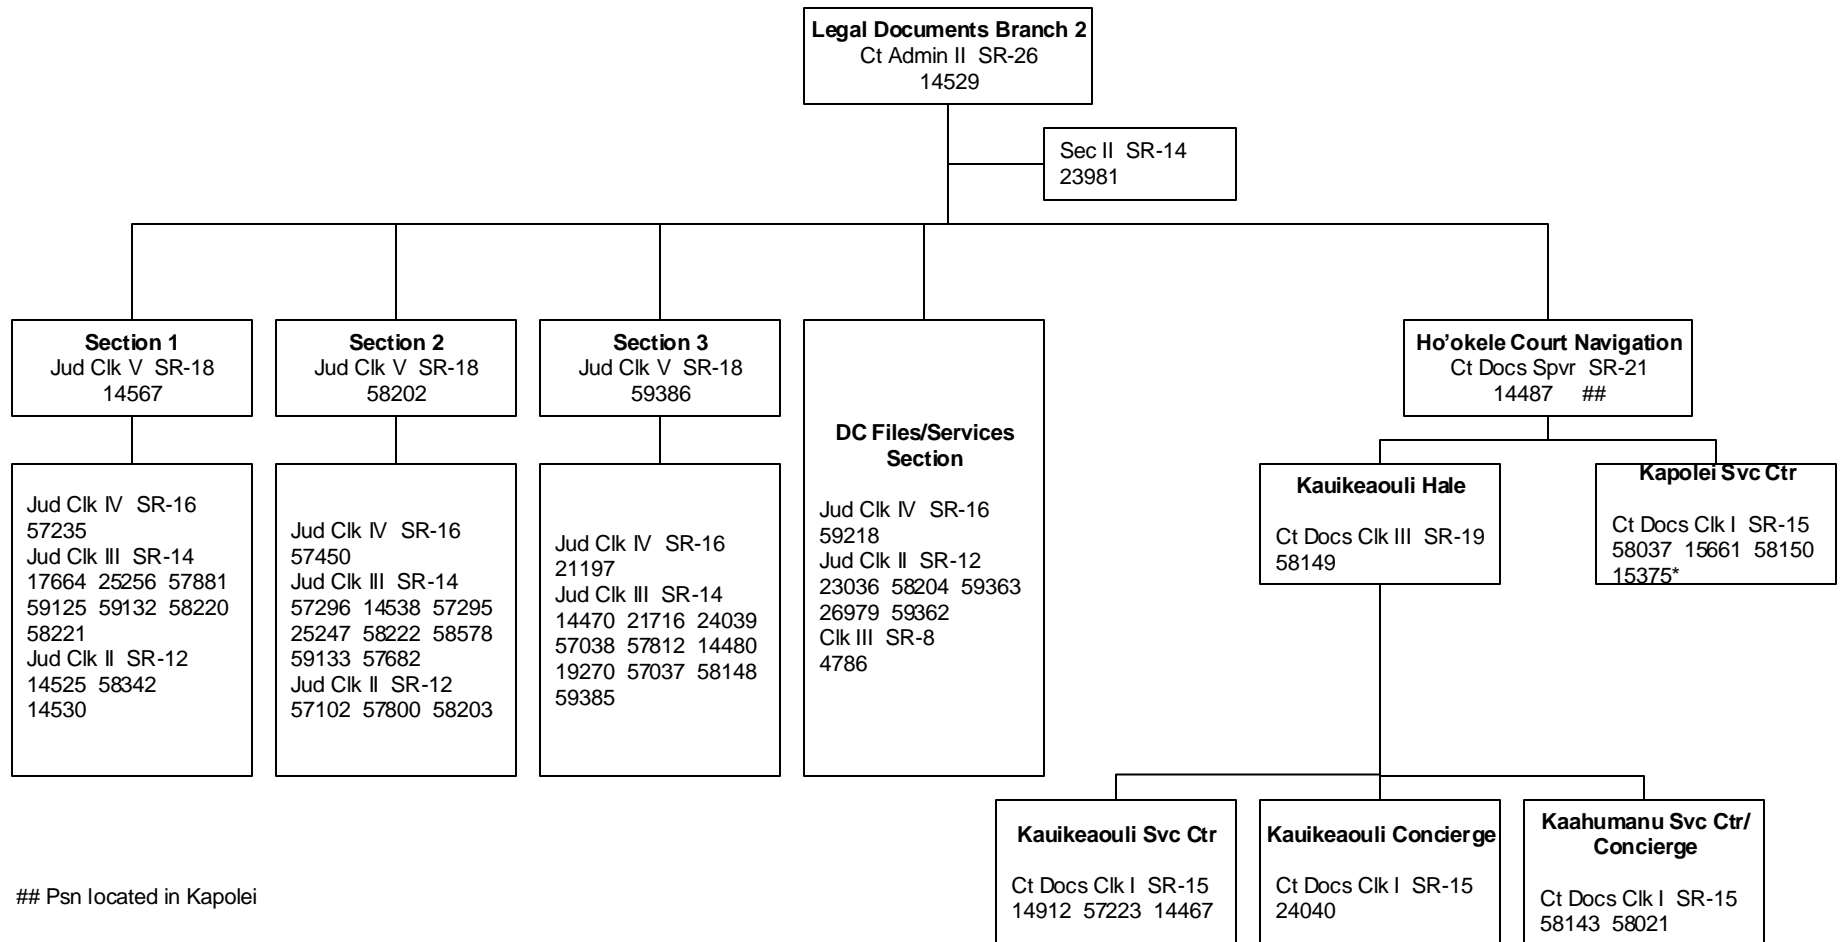 Legal Documents Branch 2
Ct Admin II SR-26
14529
Sec II SR-14
23981
Section 1
Jud Clk V SR-18
14567
Section 2
Jud Clk V SR-18
58202
Section 3
Jud Clk V SR-18
59386
Ho’okele Court Navigation
Ct Docs Spvr SR-21
14487 ##
Jud Clk IV SR-16
57235
Jud Clk III SR-14
17664 25256 57881
59125 59132 58220
58221
Jud Clk II SR-12
14525 58342
14530
Jud Clk IV SR-16
57450
Jud Clk III SR-14
57296 14538 57295
25247 58222 58578
59133 57682
Jud Clk II SR-12
57102 57800 58203
Jud Clk IV SR-16
21197
Jud Clk III SR-14
14470 21716 24039
57038 57812 14480
19270 57037 58148
59385
DC Files/Services
Section
Jud Clk IV SR-16
59218
Jud Clk II SR-12
23036 58204 59363
26979 59362
Clk III SR-8
4786
Kauikeaouli Hale
Ct Docs Clk III SR-19
58149
Kapolei Svc Ctr
Ct Docs Clk I SR-15
58037 15661 58150
15375*
Kauikeaouli Svc Ctr
Ct Docs Clk I SR-15
14912 57223 14467
Kauikeaouli Concierge
Ct Docs Clk I SR-15
24040
Kaahumanu Svc Ctr/
Concierge
Ct Docs Clk I SR-15
58143 58021
## Psn located in Kapolei